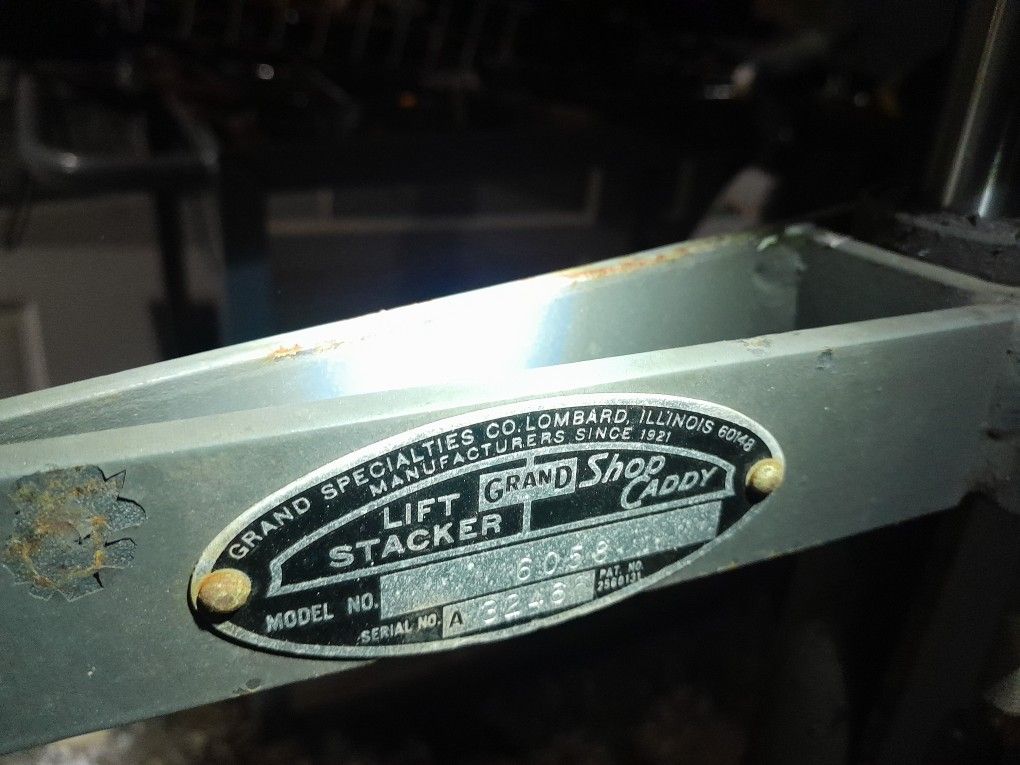 GRAND SPECIALTIES CO. LOMBARD, ILLINOIS 60148
MANUFACTURERS SINCE 1921
LIFT STACKER
GRAND Shop Caddy
MODEL NO. 6058
SERIAL NO. A 3246
PAT. NO.